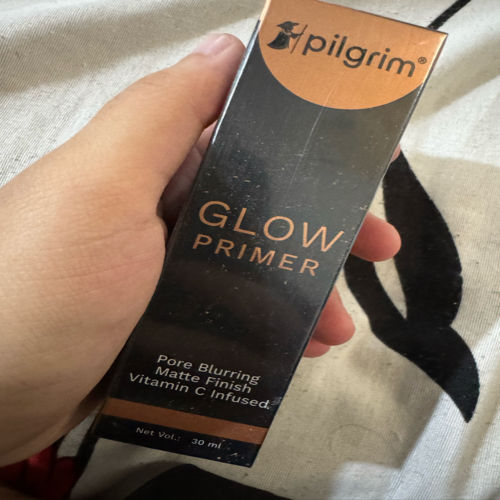 pilgrim®
GLOW
PRIMER
Pore Blurring
Matte Finish
Vitamin C Infused
Net Vol.: 30 ml